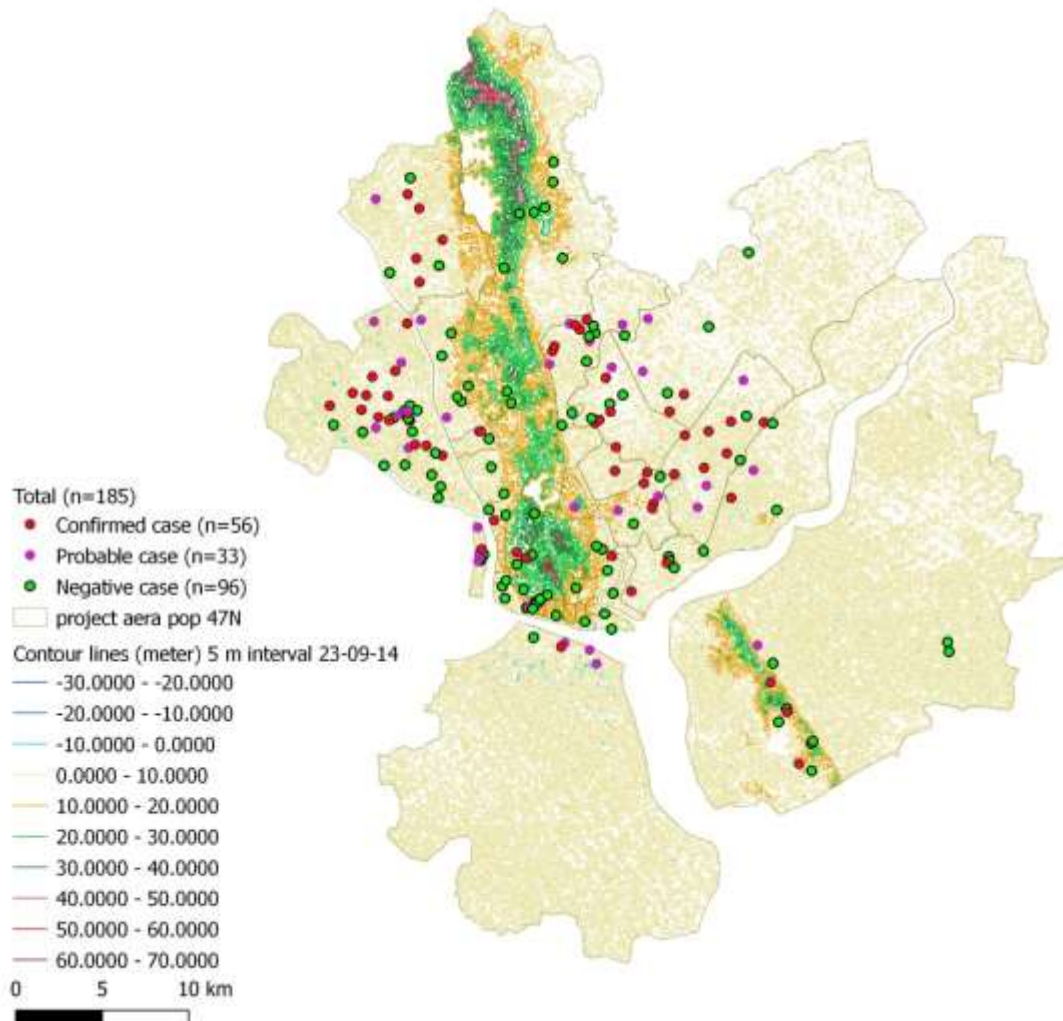 Total (n=185)
Confirmed case (n=56)
Probable case (n=33)
Negative case (n=96)
project aera pop 47N
Contour lines (meter) 5 m interval 23-09-14
-30.0000 - -20.0000
-20.0000 - -10.0000
-10.0000 - 0.0000
0.0000 - 10.0000
10.0000 - 20.0000
20.0000 - 30.0000
30.0000 - 40.0000
40.0000 - 50.0000
50.0000 - 60.0000
60.0000 - 70.0000
0 5 10 km